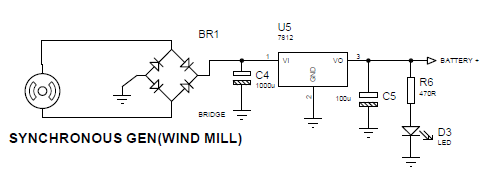 BR1
U5
7812
1
VI
VO
3
BATTERY +
C4
1000u
GND
2
100u
C5
R6
470R
BRIDGE
D3
LED
SYNCHRONOUS GEN(WIND MILL)